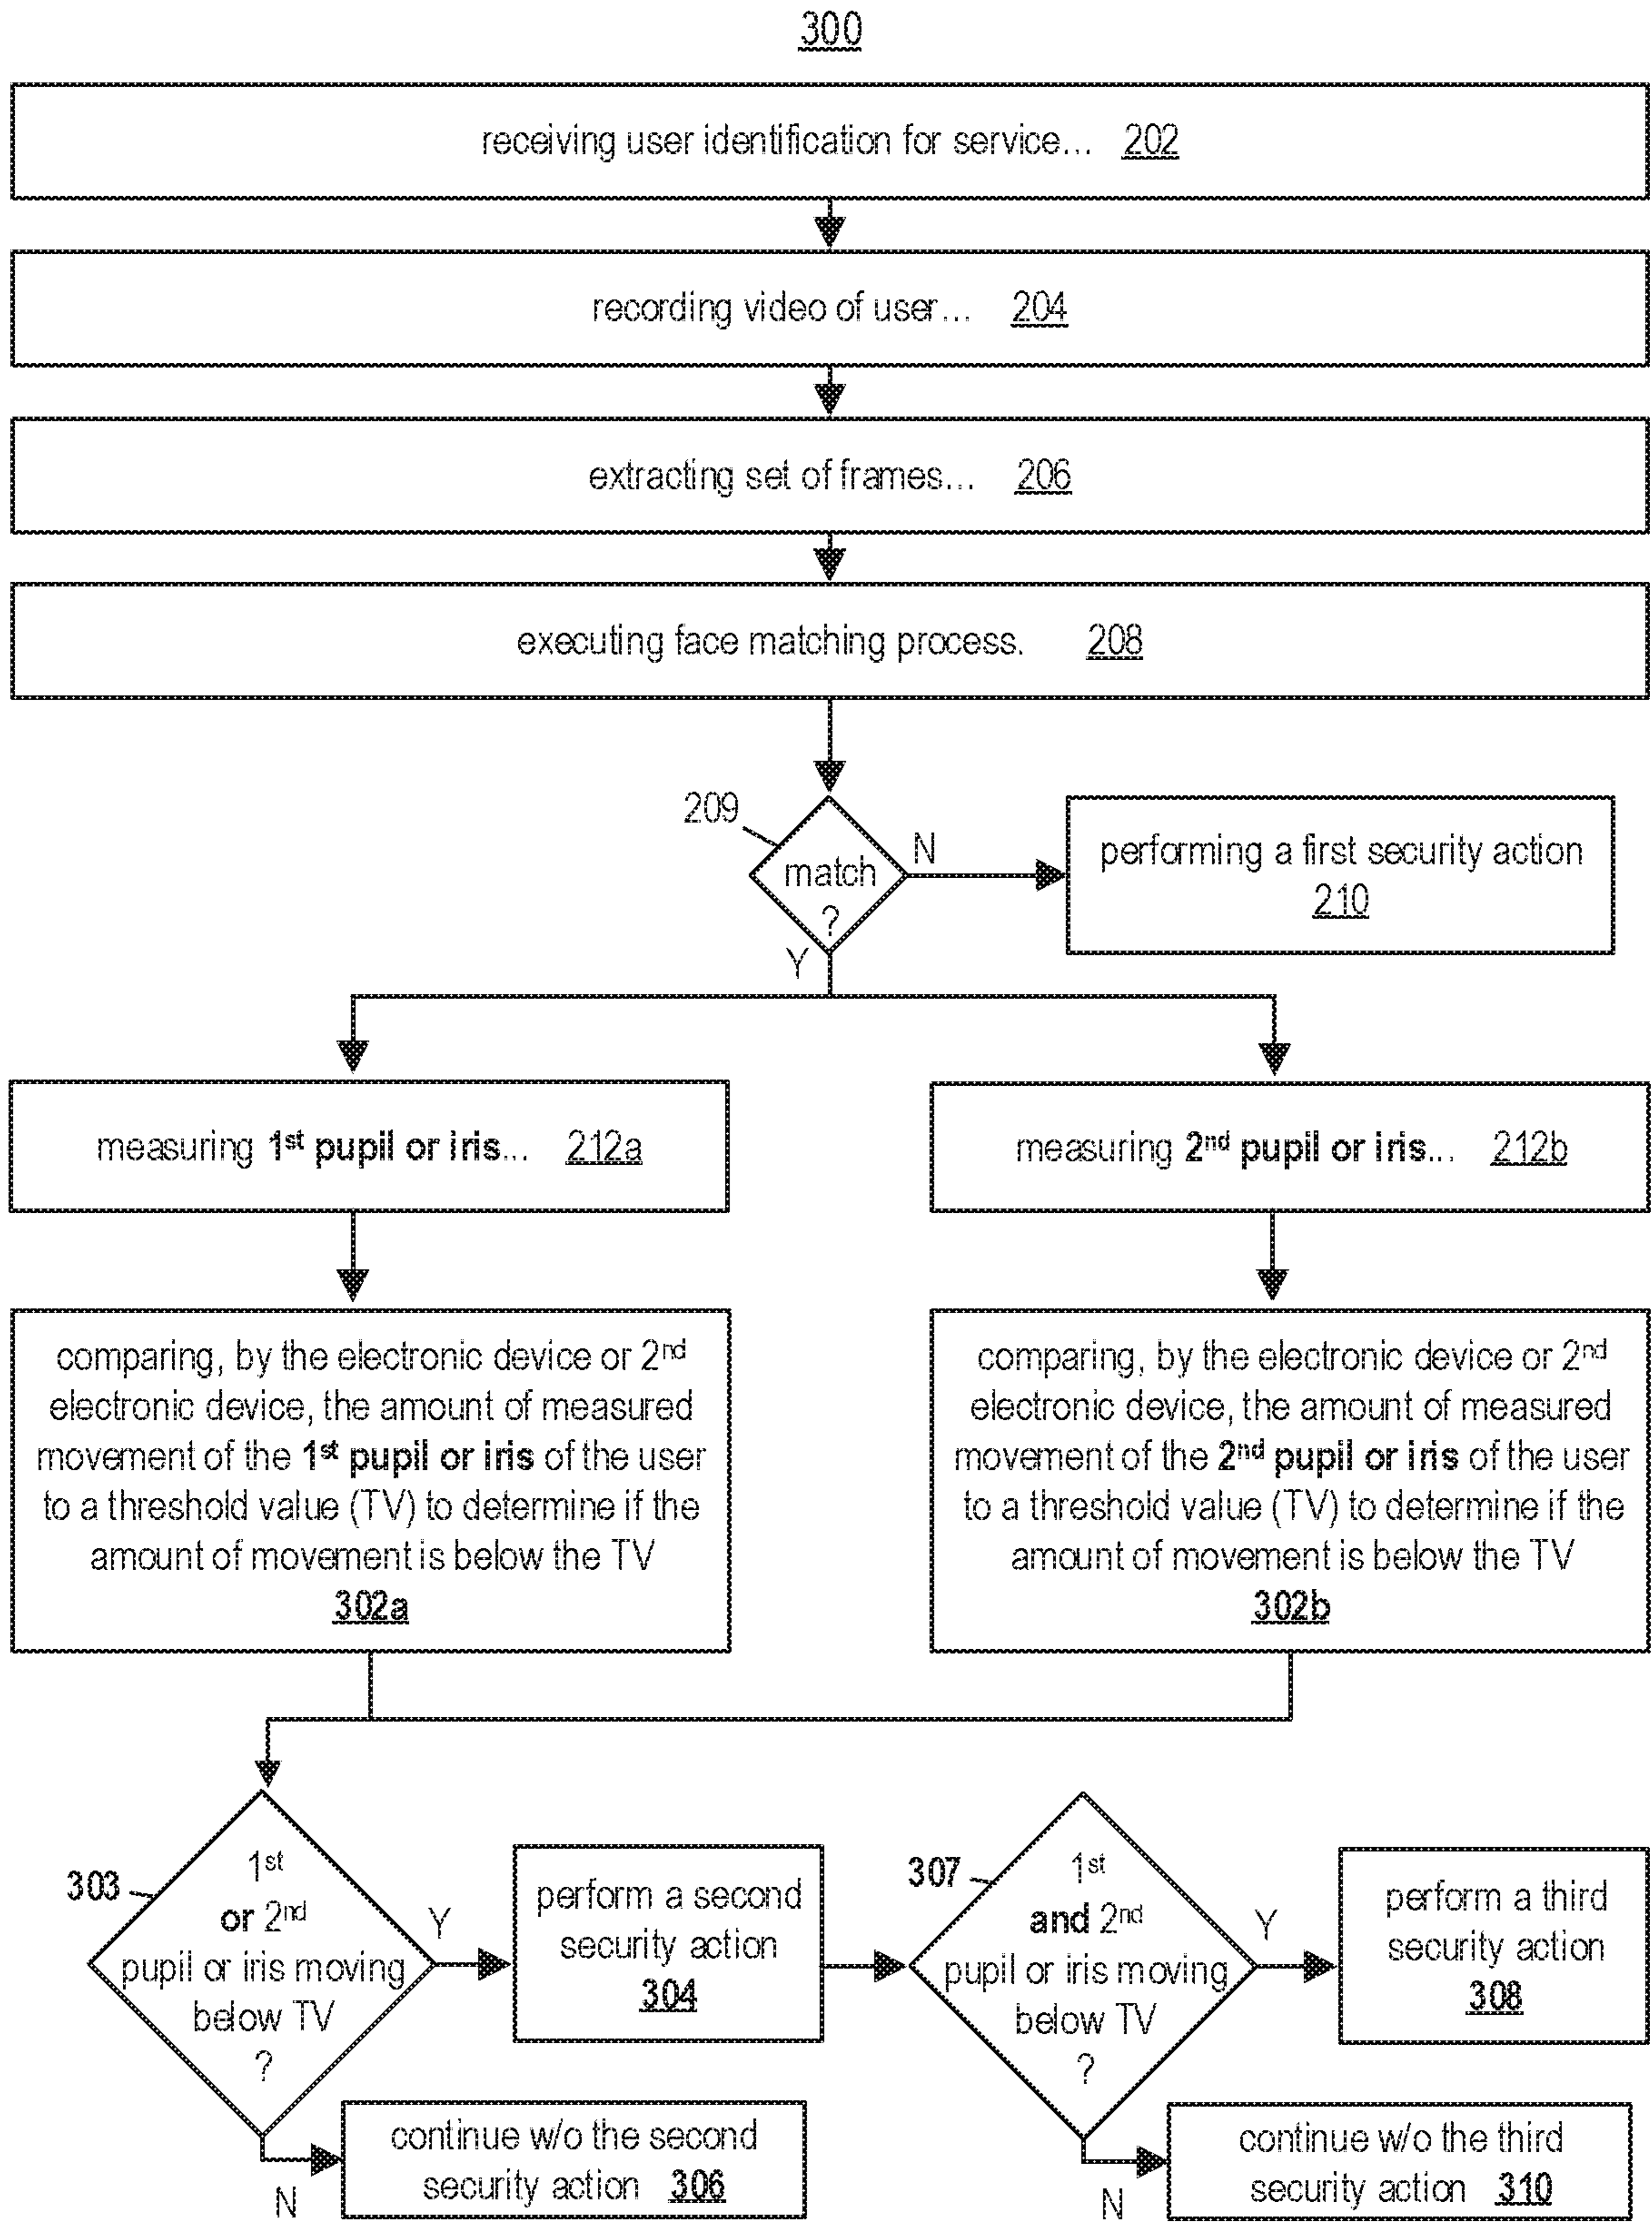 300
receiving user identification for service... 202
recording video of user... 204
extracting set of frames... 206
executing face matching process. 208
209
match
?
N
Y
performing a first security action
210
measuring 1st pupil or iris... 212a
measuring 2nd pupil or iris... 212b
comparing, by the electronic device or 2nd
electronic device, the amount of measured
movement of the 1st pupil or iris of the user
to a threshold value (TV) to determine if the
amount of movement is below the TV
302a
comparing, by the electronic device or 2nd
electronic device, the amount of measured
movement of the 2nd pupil or iris of the user
to a threshold value (TV) to determine if the
amount of movement is below the TV
302b
303
1st
or 2nd
pupil or iris moving
below TV
?
Y
N
perform a second
security action
304
continue w/o the second
security action 306
307
1st
and 2nd
pupil or iris moving
below TV
?
Y
N
perform a third
security action
308
continue w/o the third
security action 310